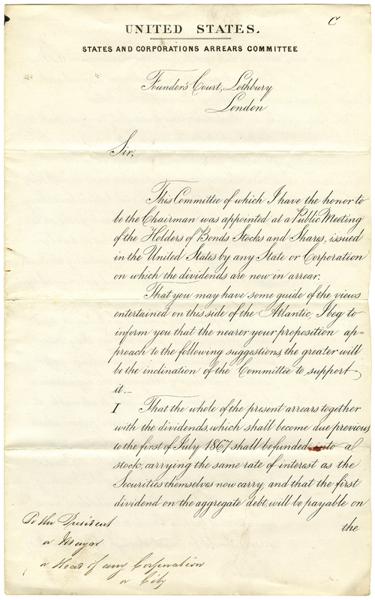 C
UNITED STATES.
STATES AND CORPORATIONS ARREARS COMMITTEE
Founder's Court, Lothbury
London
Sir,
This Committee of which I have the honor to
be the Chairman was appointed at a Public Meeting
of the Holders of Bonds Stocks and Shares, issued
in the United States by any State or Corporation
on which the dividends are now in arrear.
That you may have some guide of the views
entertained on this side of the Atlantic, I beg to
inform you that the nearer your proposition ap-
proach to the following suggestions the greater will
be the inclination of the Committee to support
it...
I That the whole of the present arrears together
with the dividends which shall become due previous
to the first of July 1867 shall be funded into a
stock, carrying the same rate of interest as the
Securities themselves now carry, and that the first
dividend on the aggregate debt will be payable on
the
To the President
or Mayor
or Head of any Corporation
or City